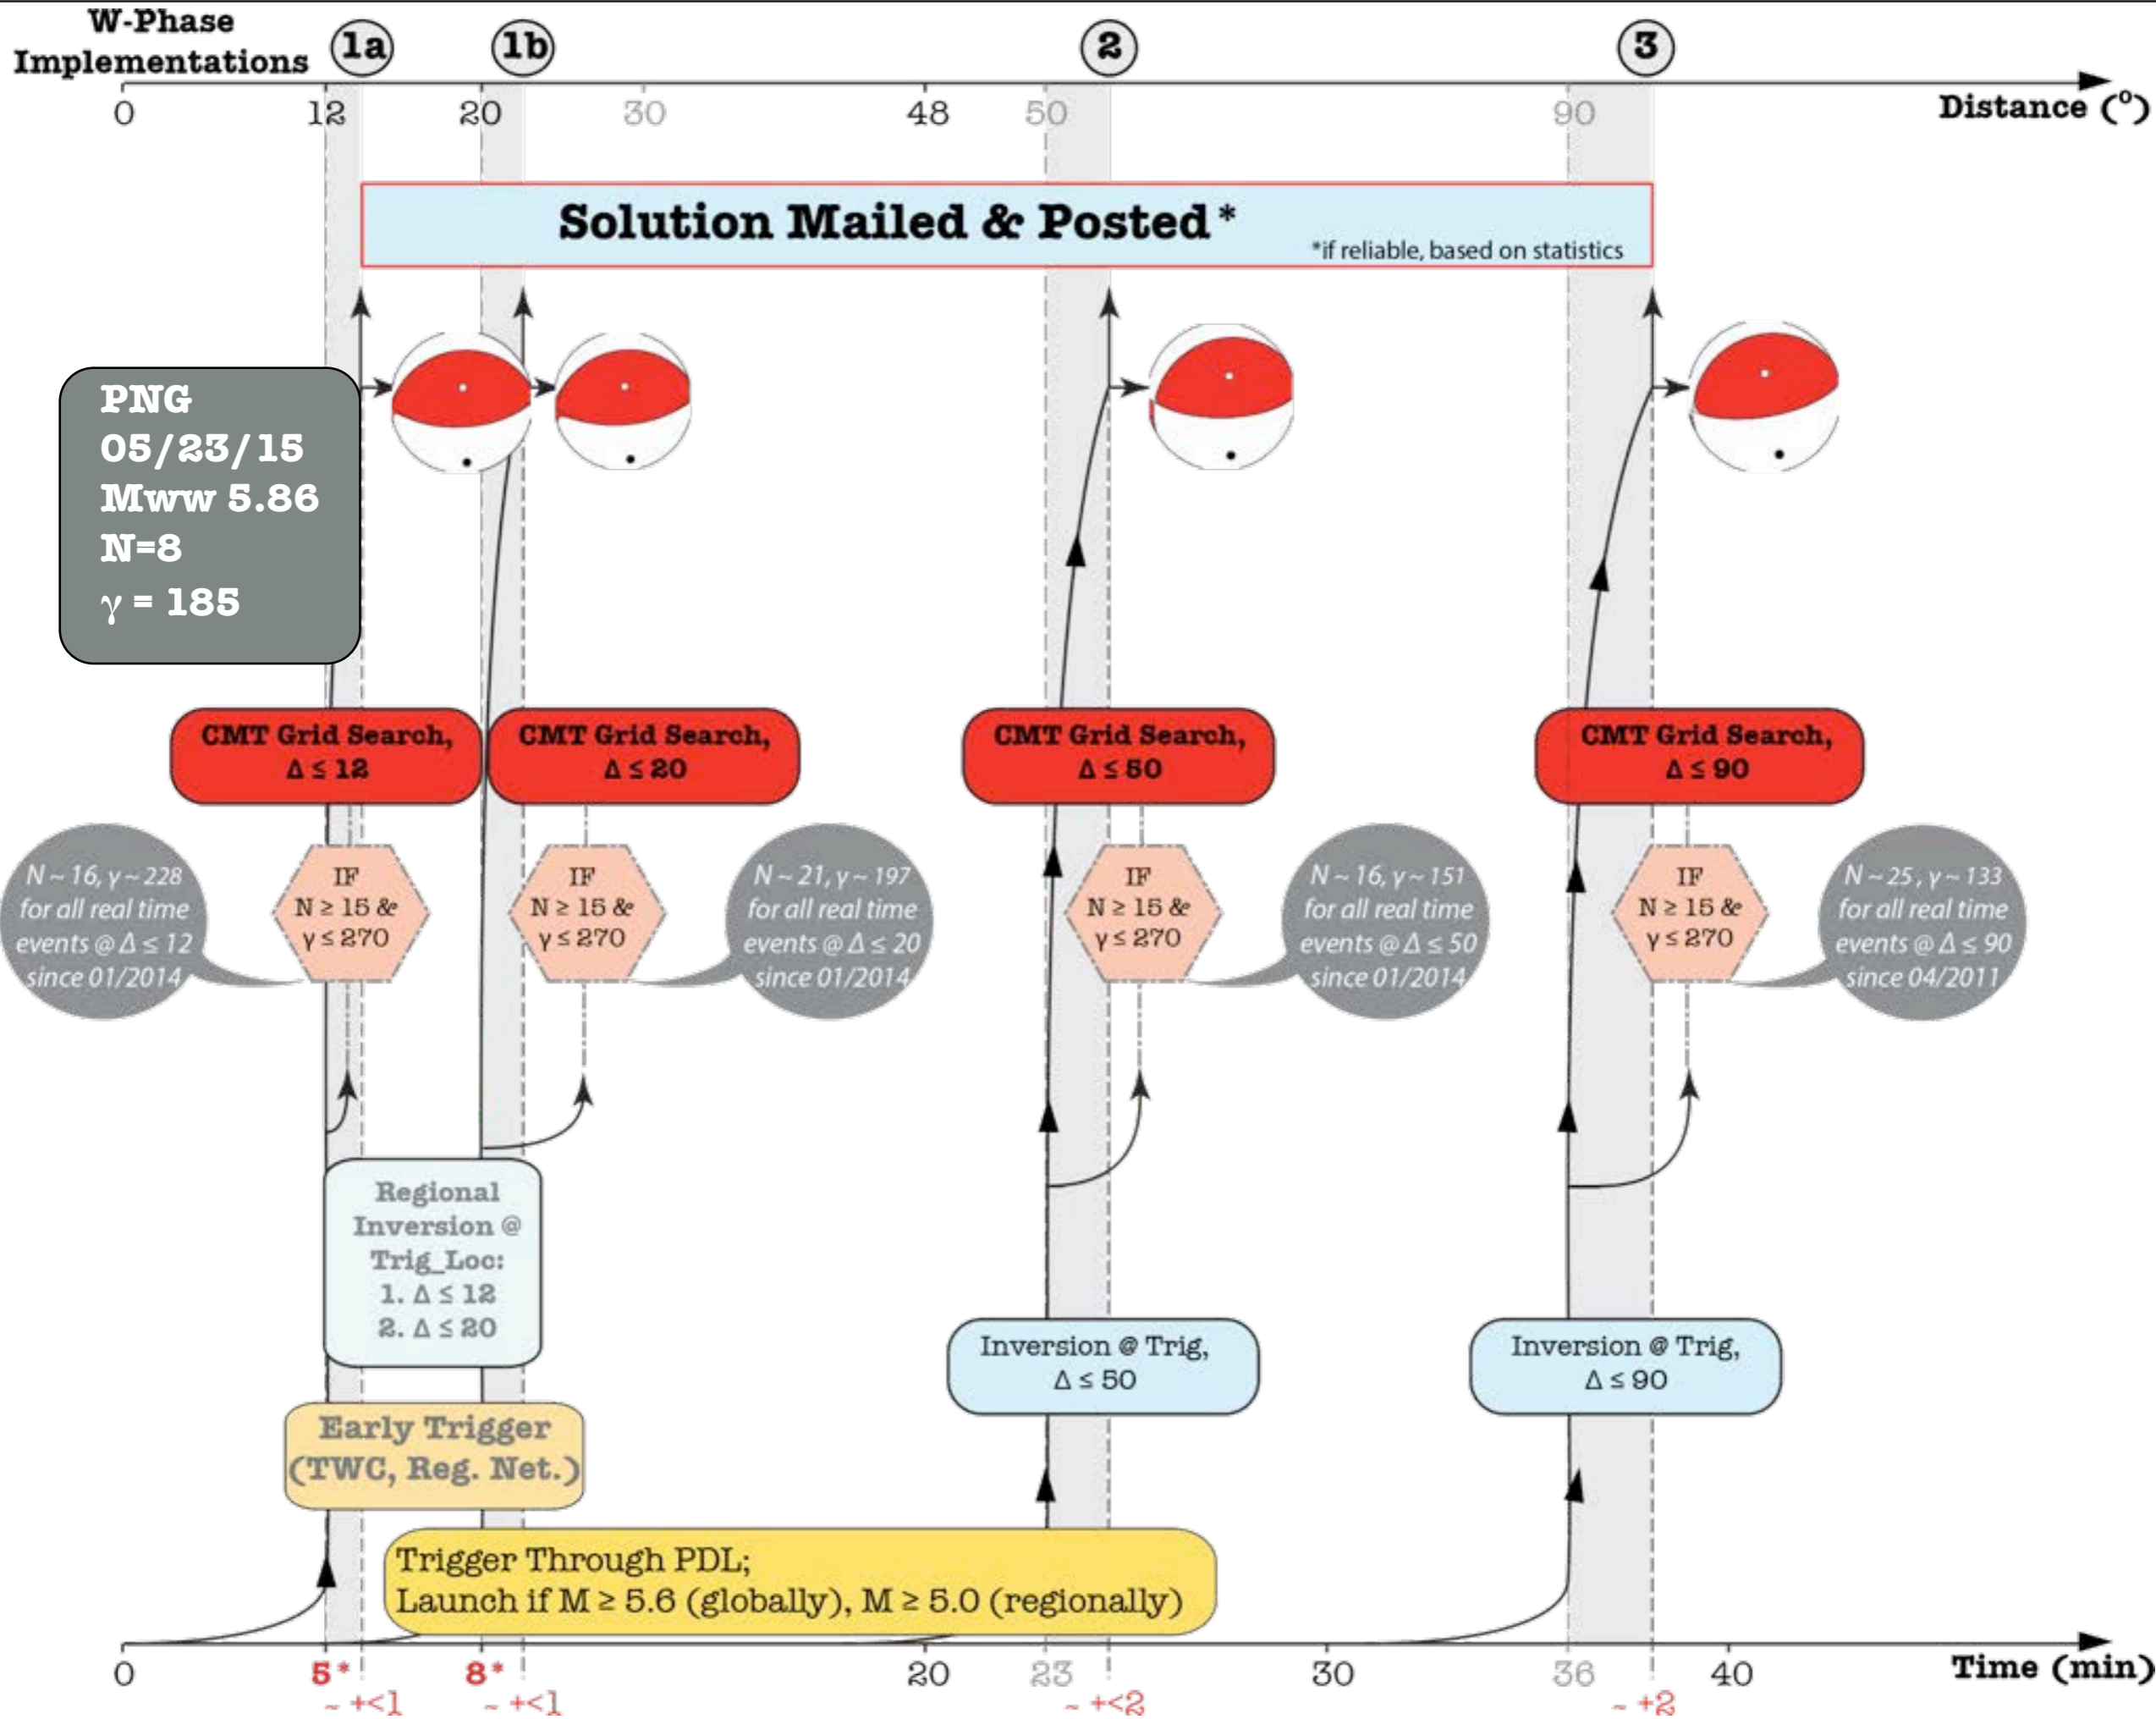 W-Phase
Implementations
1a
1b
2
3
0
12
20
30
48
50
90
Distance (°)
Solution Mailed & Posted*
*if reliable, based on statistics
PNG
05/23/15
Mww 5.86
N=8
γ = 185
CMT Grid Search,
Δ ≤ 12
CMT Grid Search,
Δ ≤ 20
CMT Grid Search,
Δ ≤ 50
CMT Grid Search,
Δ ≤ 90
N ~ 16, γ ~ 228
for all real time
events @ Δ ≤ 12
since 01/2014
IF
N ≥ 15 &
γ ≤ 270
IF
N ≥ 15 &
γ ≤ 270
N ~ 21, γ ~ 197
for all real time
events @ Δ ≤ 20
since 01/2014
IF
N ≥ 15 &
γ ≤ 270
N ~ 16, γ ~ 151
for all real time
events @ Δ ≤ 50
since 01/2014
IF
N ≥ 15 &
γ ≤ 270
N ~ 25, γ ~ 133
for all real time
events @ Δ ≤ 90
since 04/2011
Regional
Inversion @
Trig_Loc:
1. Δ ≤ 12
2. Δ ≤ 20
Inversion @ Trig,
Δ ≤ 50
Inversion @ Trig,
Δ ≤ 90
Early Trigger
(TWC, Reg. Net.)
Trigger Through PDL;
Launch if M ≥ 5.6 (globally), M ≥ 5.0 (regionally)
0
5*
8*
20
23
30
36
40
Time (min)
~ +<1
~ +<1
~ +<2
~ +2